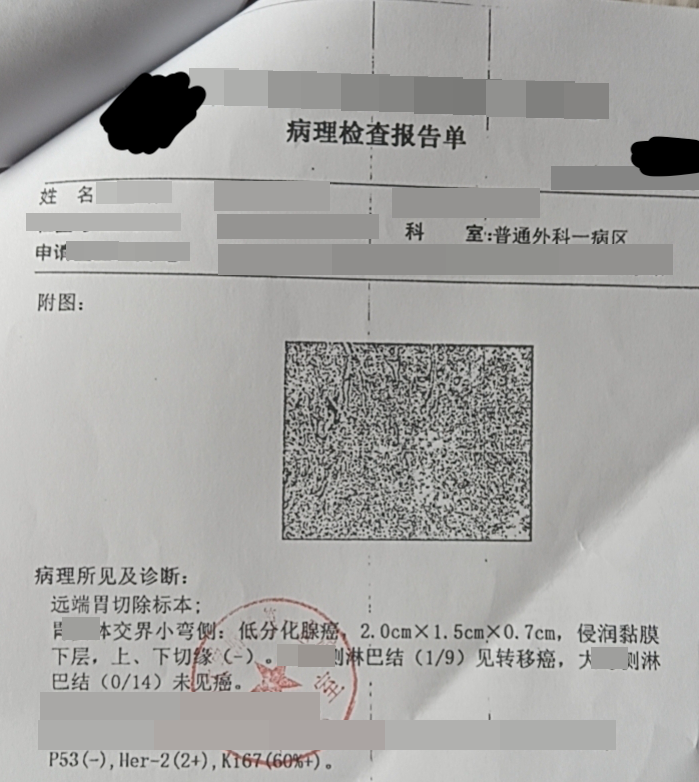 病理检查报告单
姓 名
科 室:普通外科一病区
申请
附图:
病理所见及诊断:
远端胃切除标本;
胃 体交界小弯侧: 低分化腺癌, 2.0cm×1.5cm×0.7cm, 侵润黏膜
下层, 上、下切缘 (-) 。 侧淋巴结 (1/9) 见转移癌, 大 侧淋
巴结 (0/14) 未见癌。
室
P53(-),Her-2(2+),Ki67(60%+)。